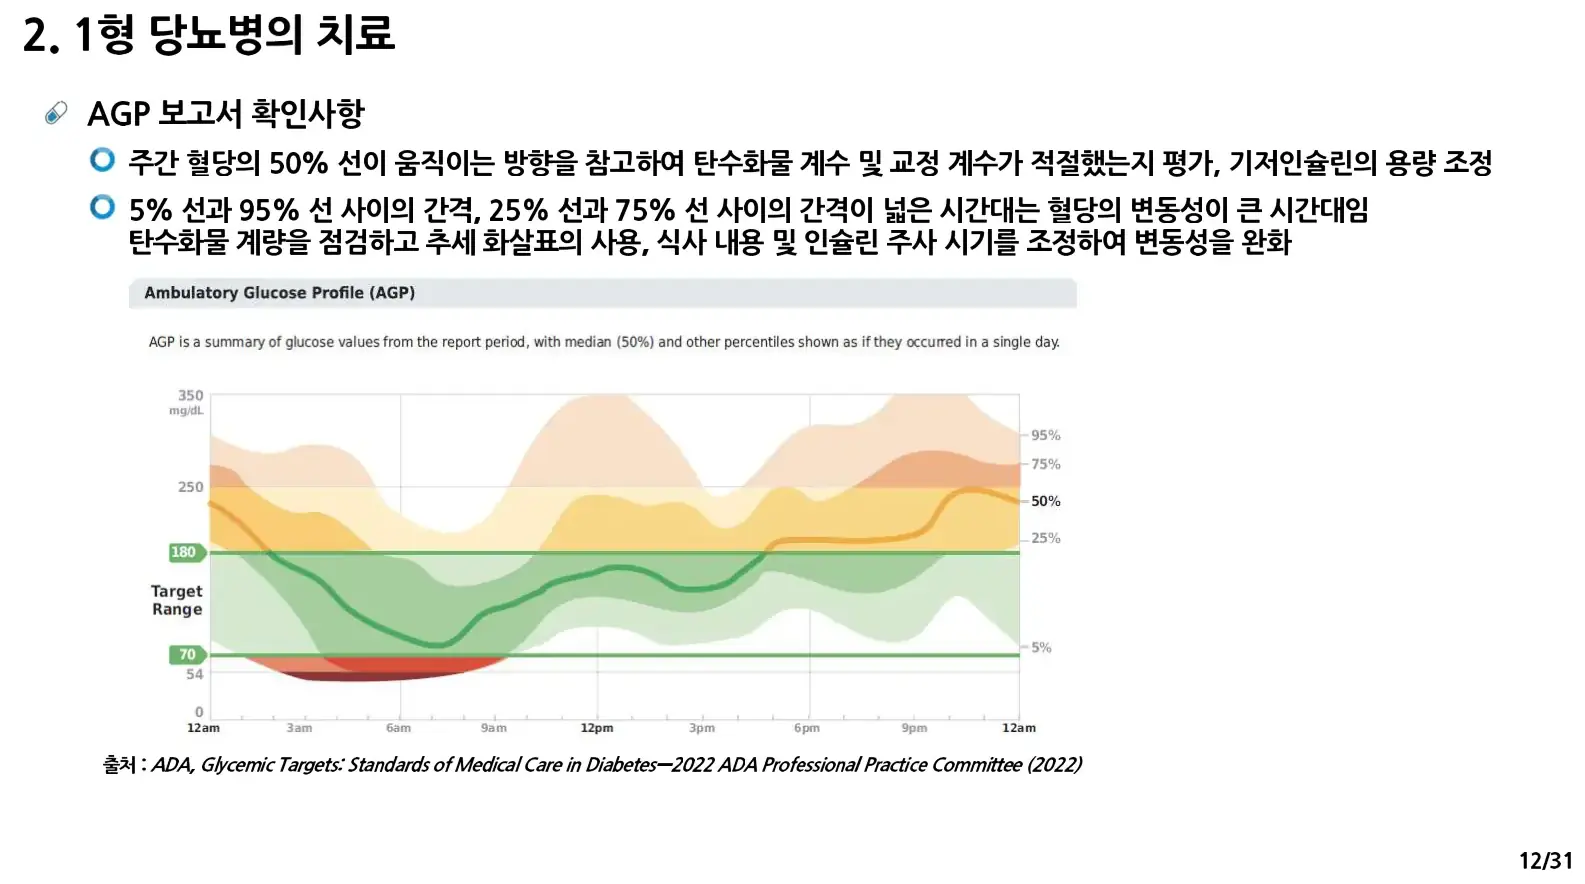 2. 1형 당뇨병의 치료
AGP 보고서 확인사항
주간 혈당의 50% 선이 움직이는 방향을 참고하여 탄수화물 계수 및 교정 계수가 적절했는지 평가, 기저인슐린의 용량 조정
5% 선과 95% 선 사이의 간격, 25% 선과 75% 선 사이의 간격이 넓은 시간대는 혈당의 변동성이 큰 시간대임
탄수화물 계량을 점검하고 추세 화살표의 사용, 식사 내용 및 인슐린 주사 시기를 조정하여 변동성을 완화
Ambulatory Glucose Profile (AGP)
AGP is a summary of glucose values from the report period, with median (50%) and other percentiles shown as if they occurred in a single day.
350
mg/dL
250
180
Target
Range
70
54
0
95%
75%
50%
25%
5%
12am 3am 6am 9am 12pm 3pm 6pm 9pm 12am
출처 : ADA, Glycemic Targets: Standards of Medical Care in Diabetes—2022 ADA Professional Practice Committee (2022)
12/31